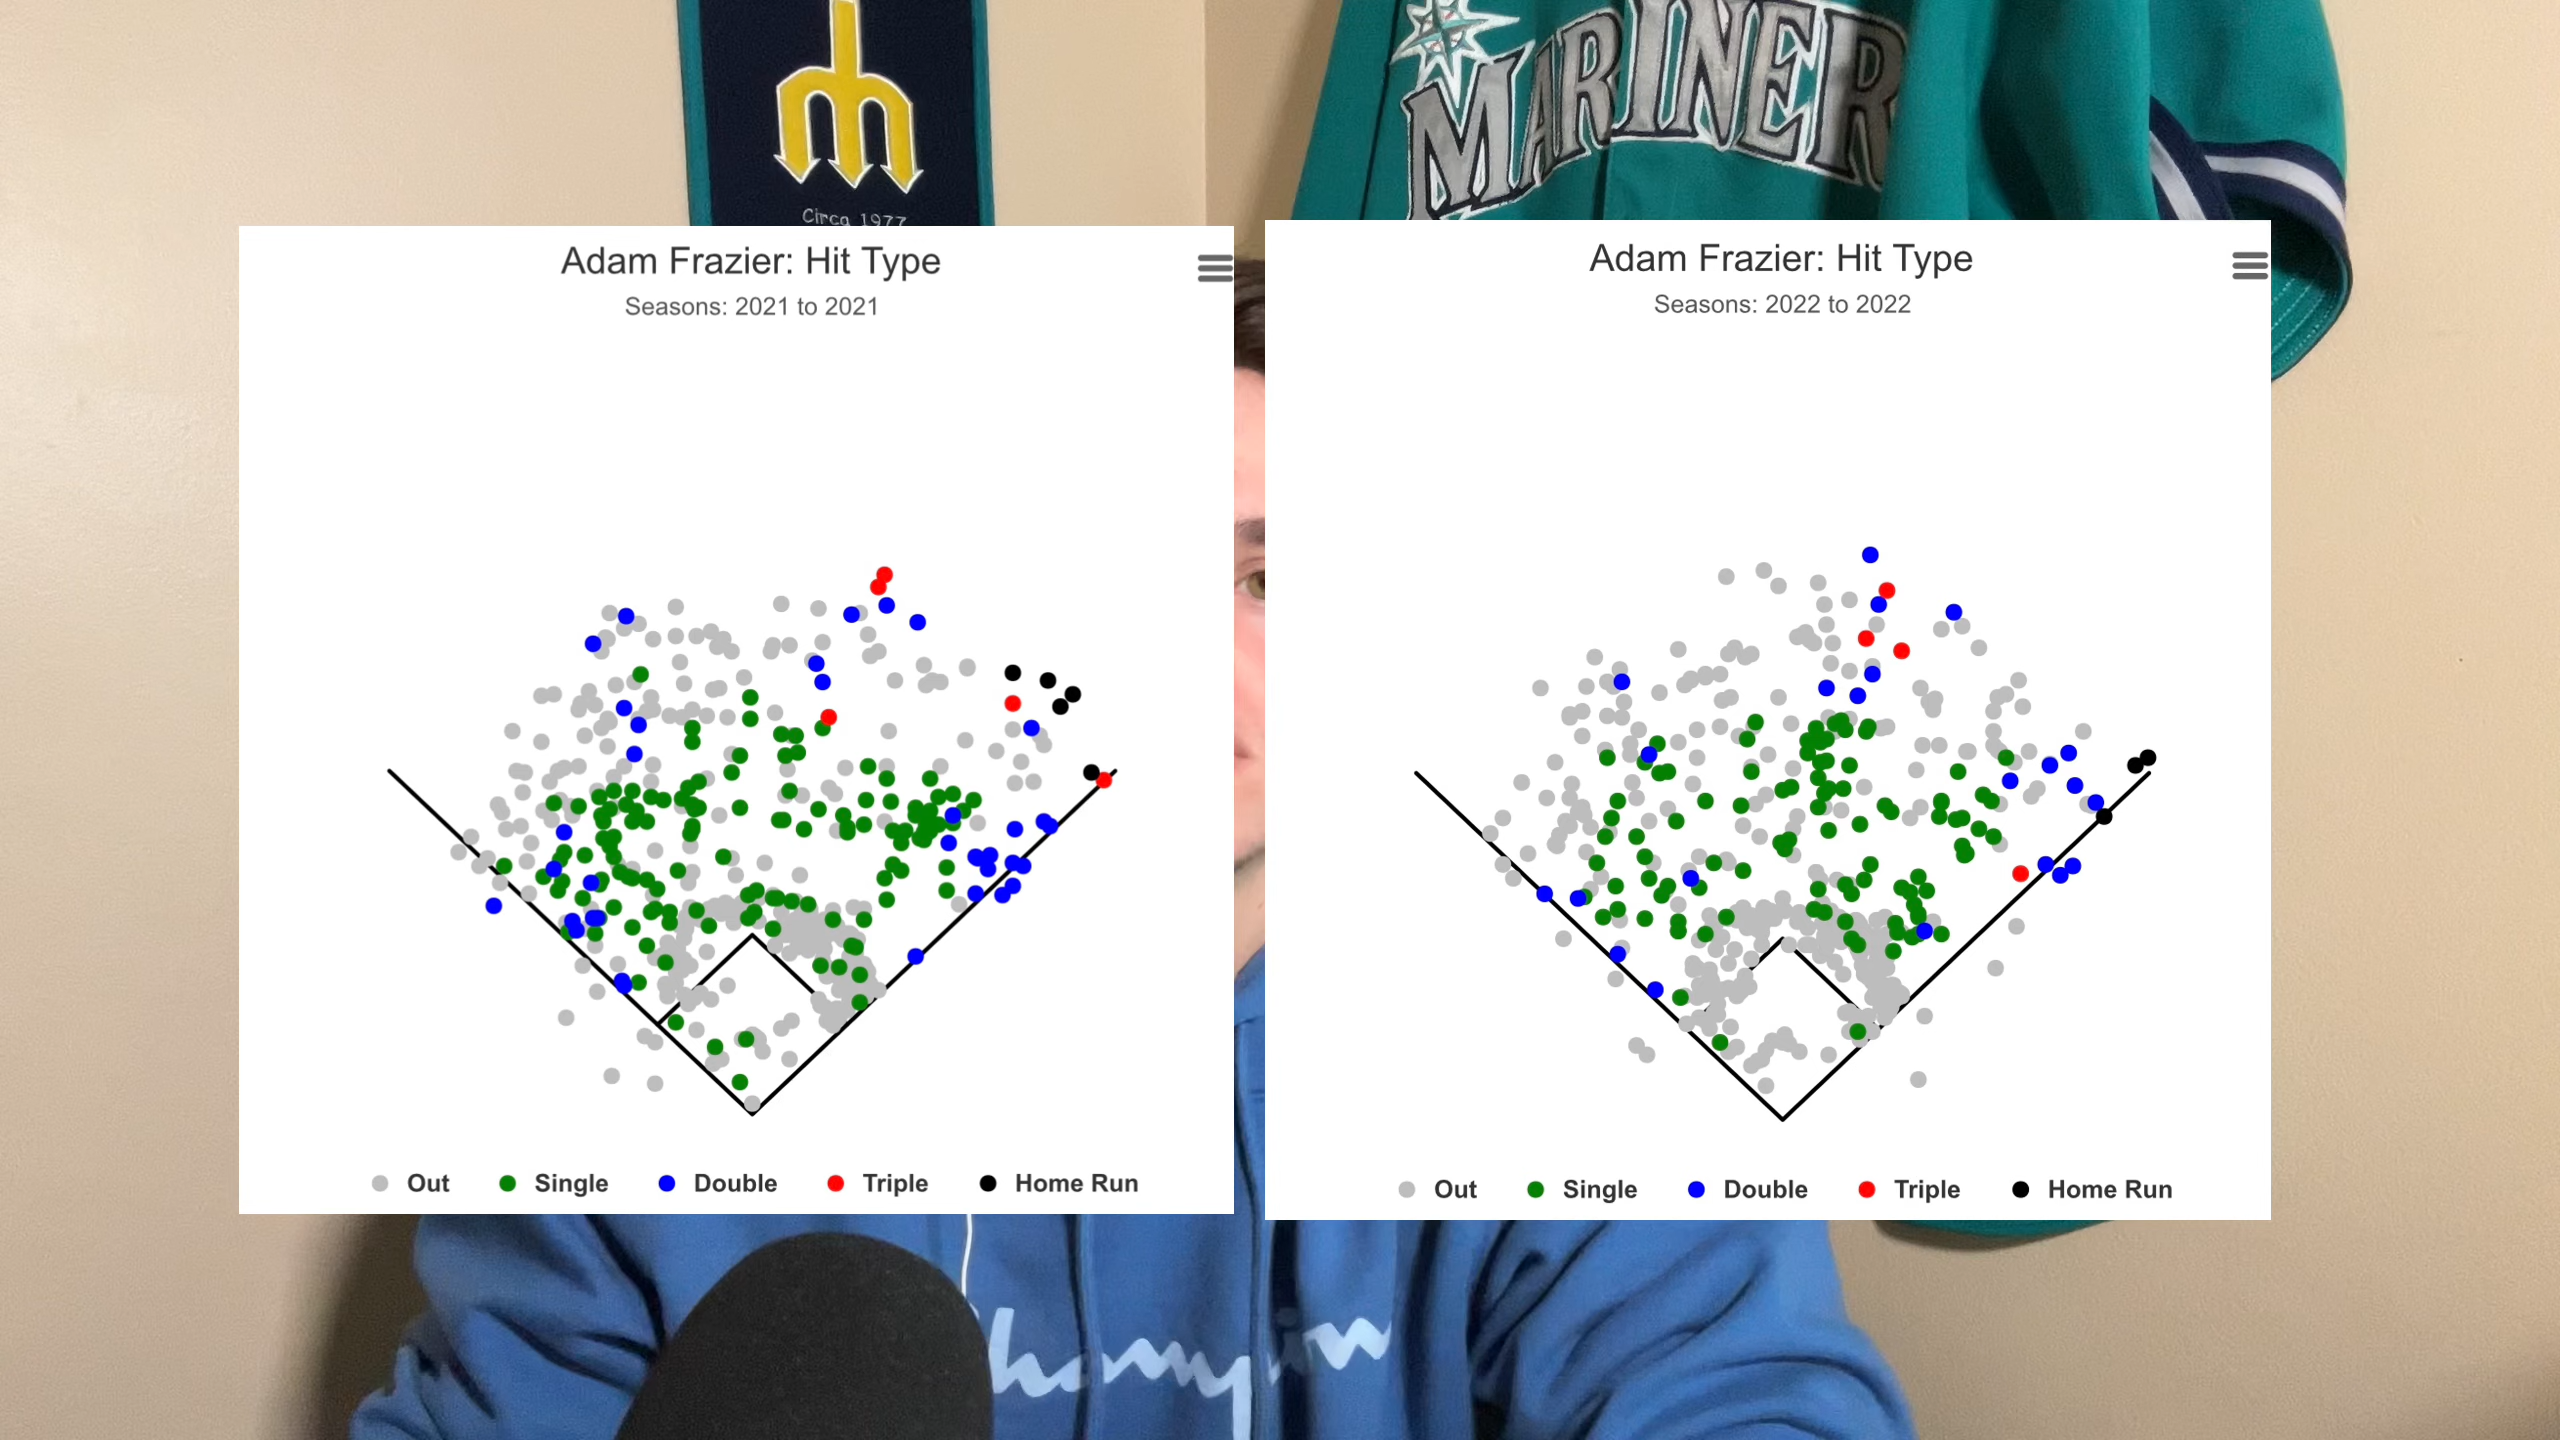 Circa 1977
MARINER
Adam Frazier: Hit Type
Seasons: 2021 to 2021
Out Single Double Triple Home Run
Adam Frazier: Hit Type
Seasons: 2022 to 2022
Out Single Double Triple Home Run